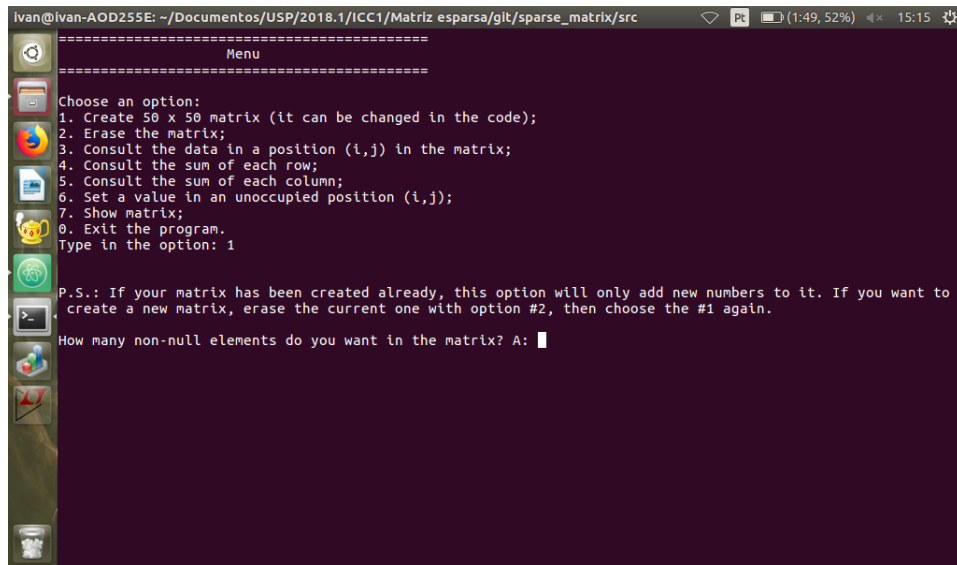 ivan@ivan-AOD255E: ~/Documentos/USP/2018.1/ICC1/Matriz esparsa/git/sparse_matrix/src Pt (1:49, 52%) 15:15
============================================
Menu
============================================
Choose an option:
1. Create 50 x 50 matrix (it can be changed in the code);
2. Erase the matrix;
3. Consult the data in a position (i,j) in the matrix;
4. Consult the sum of each row;
5. Consult the sum of each column;
6. Set a value in an unoccupied position (i,j);
7. Show matrix;
0. Exit the program.
Type in the option: 1
P.S.: If your matrix has been created already, this option will only add new numbers to it. If you want to
create a new matrix, erase the current one with option #2, then choose the #1 again.
How many non-null elements do you want in the matrix? A: